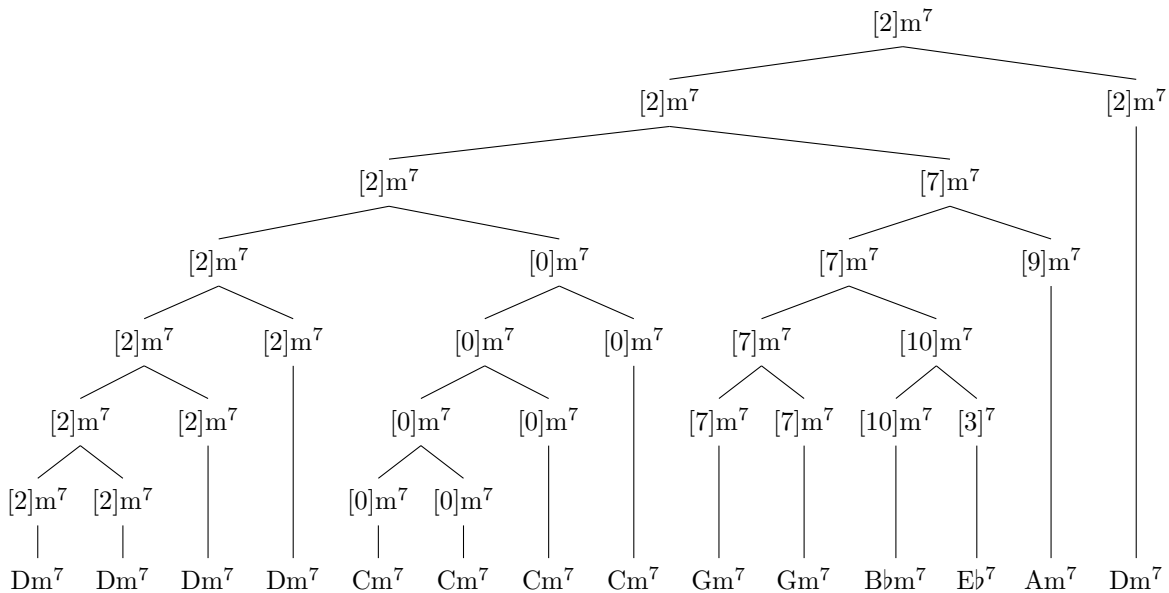 [2]m⁷
[2]m⁷ [2]m⁷
[2]m⁷ [7]m⁷
[2]m⁷ [0]m⁷ [7]m⁷ [9]m⁷
[2]m⁷ [2]m⁷ [0]m⁷ [0]m⁷ [7]m⁷ [10]m⁷
[2]m⁷ [2]m⁷ [0]m⁷ [0]m⁷ [7]m⁷ [7]m⁷ [10]m⁷ [3]⁷
[2]m⁷ [2]m⁷ [0]m⁷ [0]m⁷
Dm⁷ Dm⁷ Dm⁷ Dm⁷ Cm⁷ Cm⁷ Cm⁷ Cm⁷ Gm⁷ Gm⁷ B♭m⁷ E♭⁷ Am⁷ Dm⁷